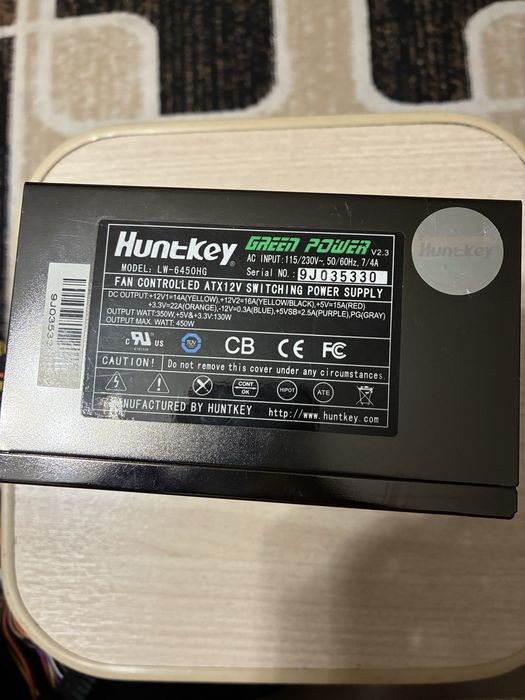 Huntkey® GREEN POWER V2.3
AC INPUT: 115/230V~, 50/60Hz, 7/4A
MODEL: LW-6450HG Serial NO.: 9J035330
FAN CONTROLLED ATX12V SWITCHING POWER SUPPLY
DC OUTPUT:+12V1=14A(YELLOW),+12V2=16A(YELLOW/BLACK),+5V=15A(RED)
+3.3V=22A(ORANGE),-12V=0.3A(BLUE),+5VSB=2.5A(PURPLE),PG(GRAY)
OUTPUT WATT:350W,+5V&+3.3V:130W
OUTPUT MAX. WATT: 450W
c RU US TÜV CB CE FC
CAUTION! Do not remove this cover under any circumstances.
CONT OK HIPOT ATE
MANUFACTURED BY HUNTKEY http://www.huntkey.com